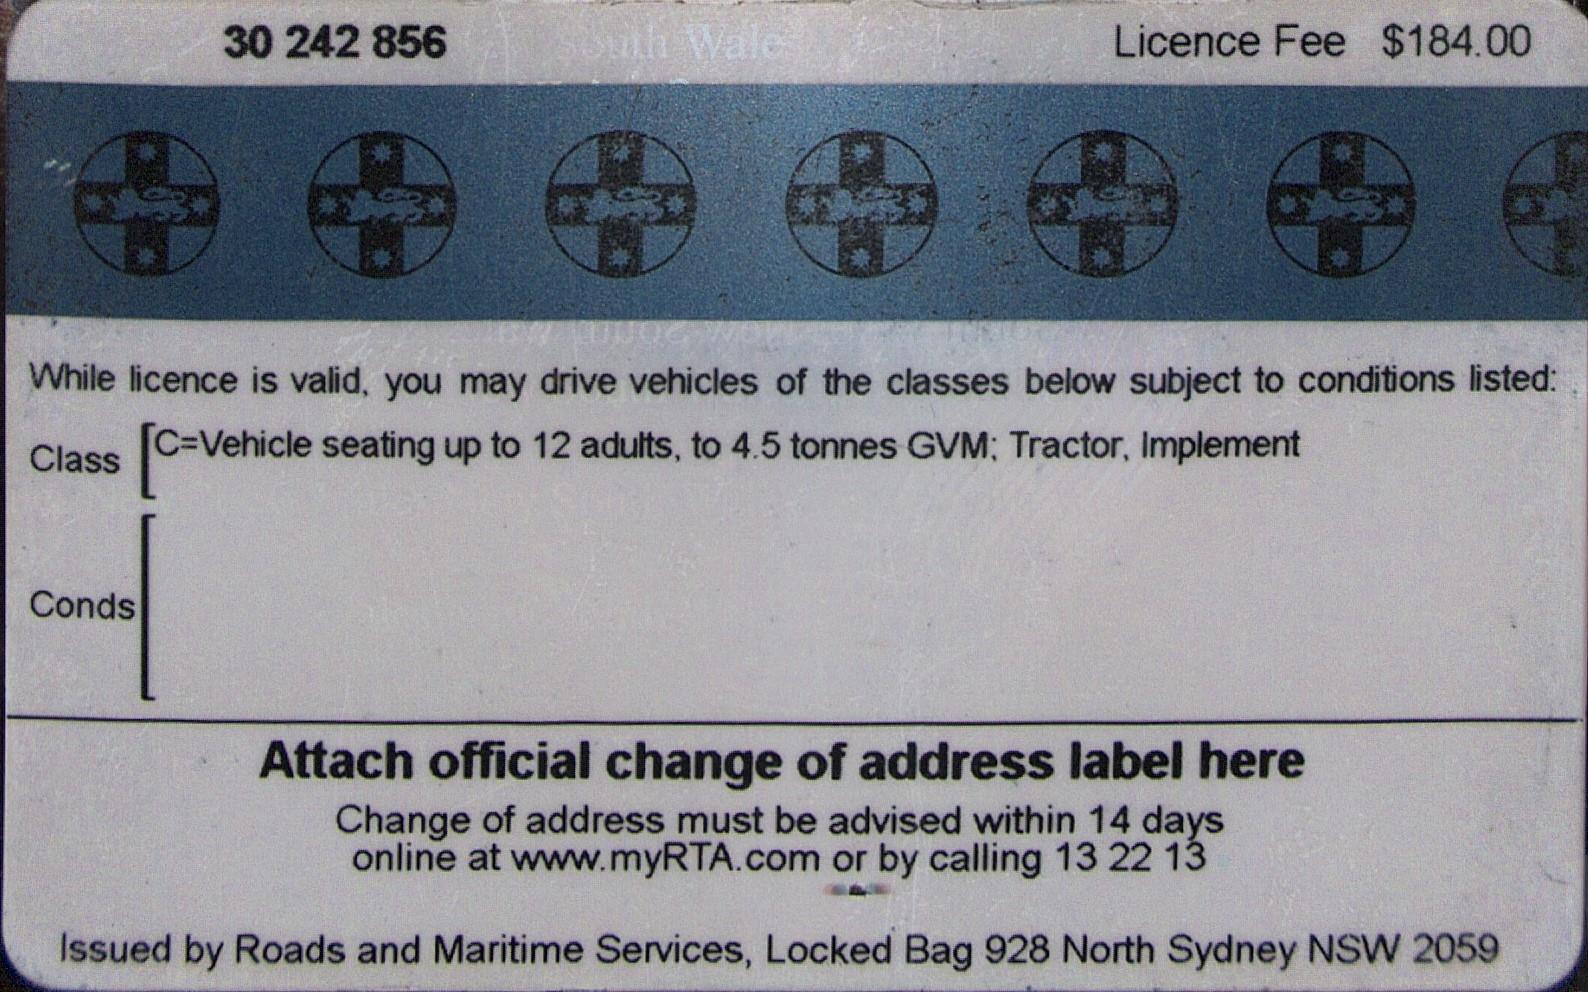 30 242 856 Licence Fee $184.00
South Wale
While licence is valid, you may drive vehicles of the classes below subject to conditions listed:
Class C=Vehicle seating up to 12 adults, to 4.5 tonnes GVM; Tractor, Implement
Conds
Attach official change of address label here
Change of address must be advised within 14 days
online at www.myRTA.com or by calling 13 22 13
Issued by Roads and Maritime Services, Locked Bag 928 North Sydney NSW 2059